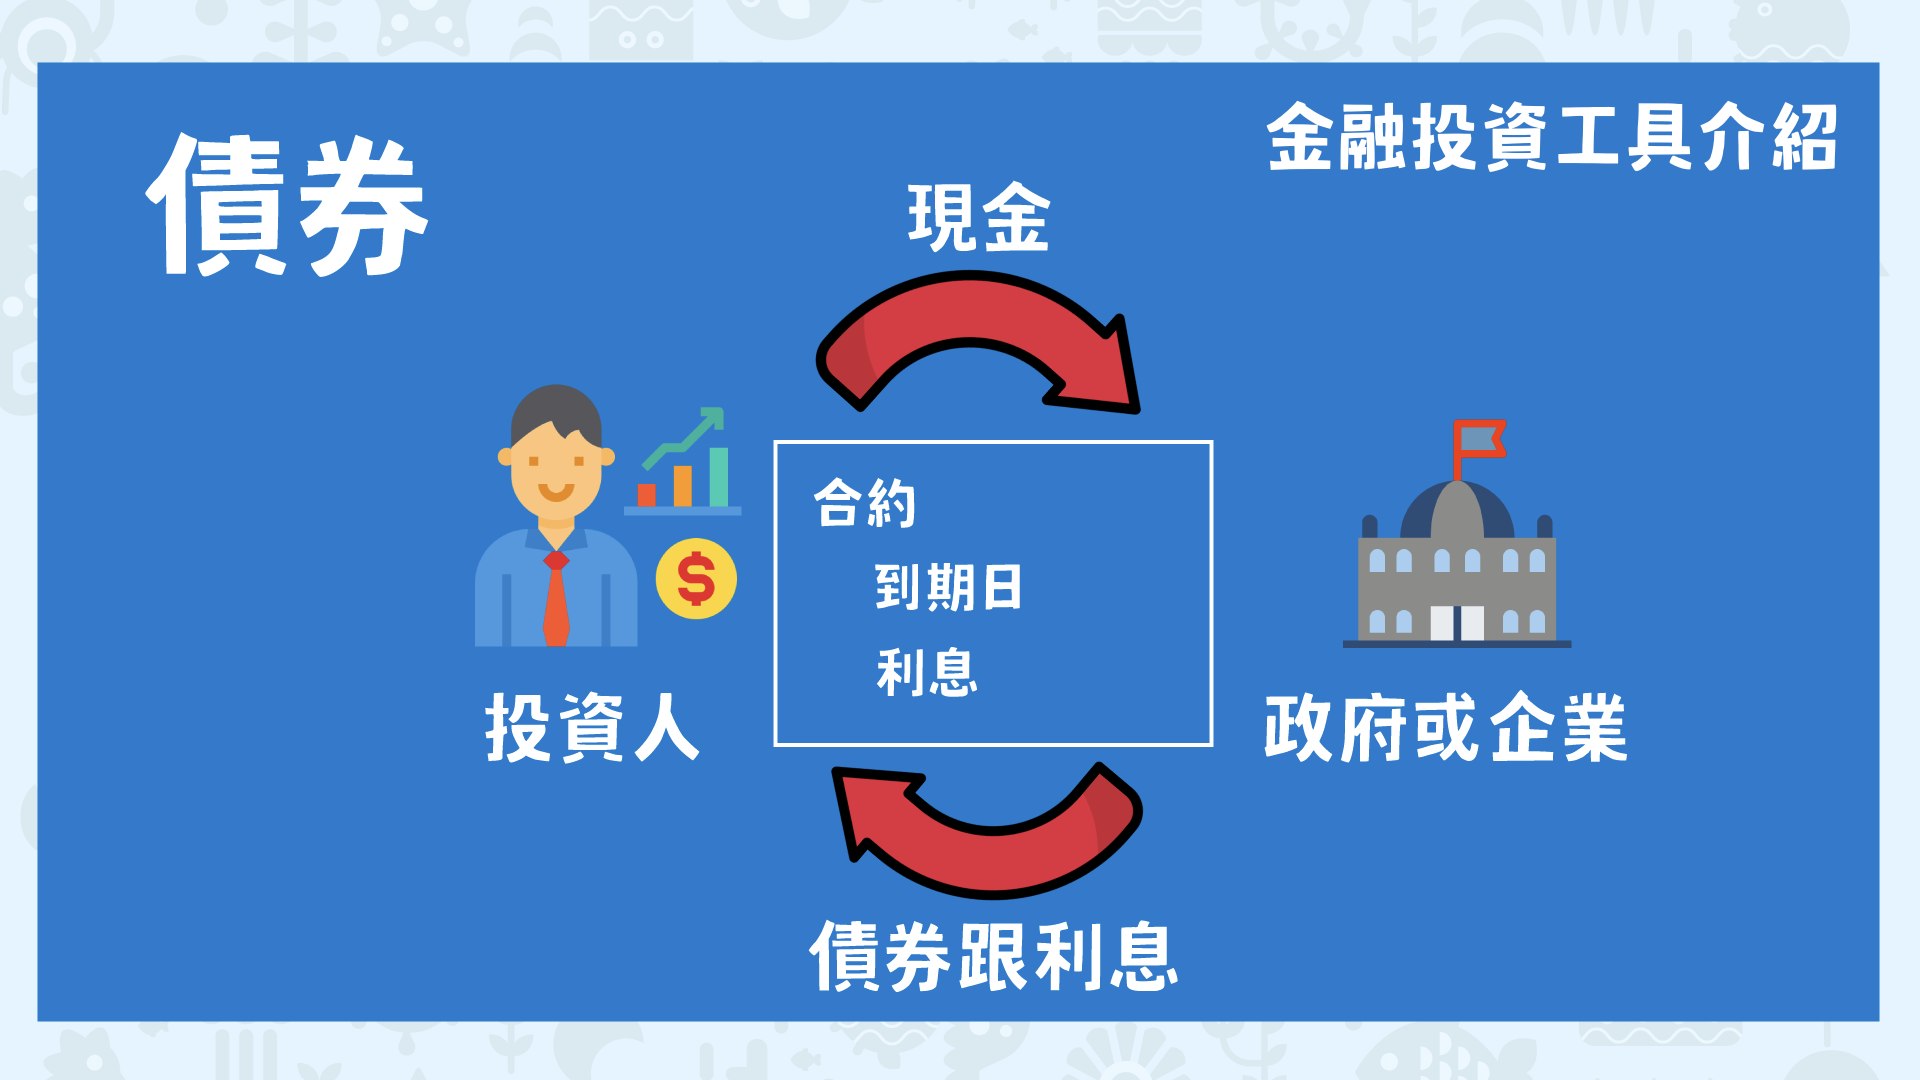 債券
金融投資工具介紹
現金
合約
到期日
利息
$
投資人
政府或企業
債券跟利息